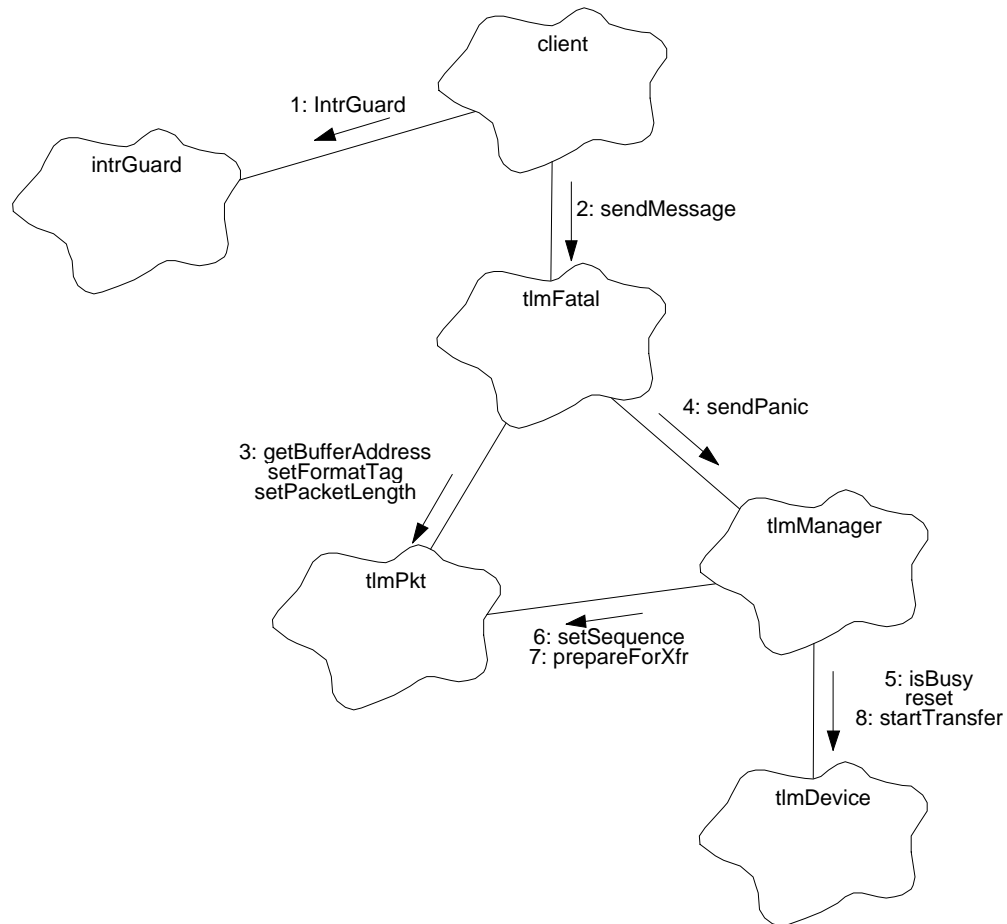 client
1: IntrGuard
intrGuard
2: sendMessage
tlmFatal
4: sendPanic
3: getBufferAddress
setFormatTag
setPacketLength
tlmManager
tlmPkt
6: setSequence
7: prepareForXfr
5: isBusy
reset
8: startTransfer
tlmDevice